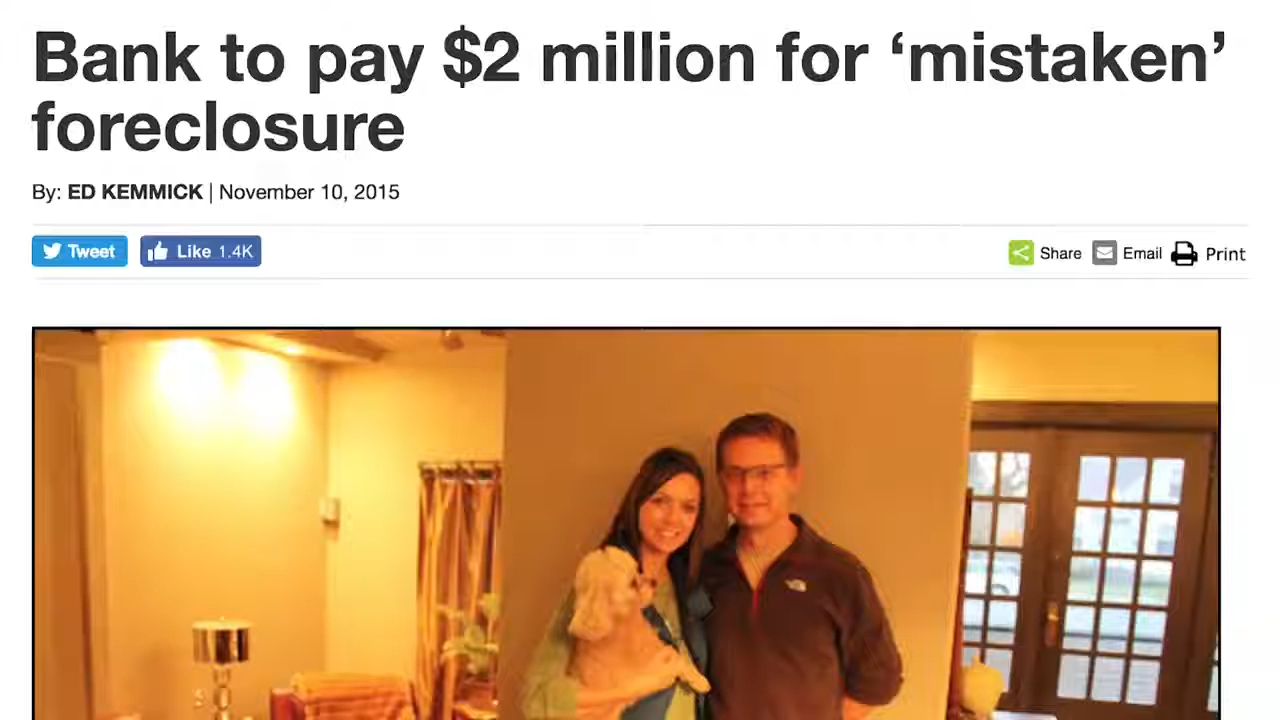 Bank to pay $2 million for ‘mistaken’
foreclosure
By: ED KEMMICK | November 10, 2015
Tweet
Like 1.4K
Share
Email
Print